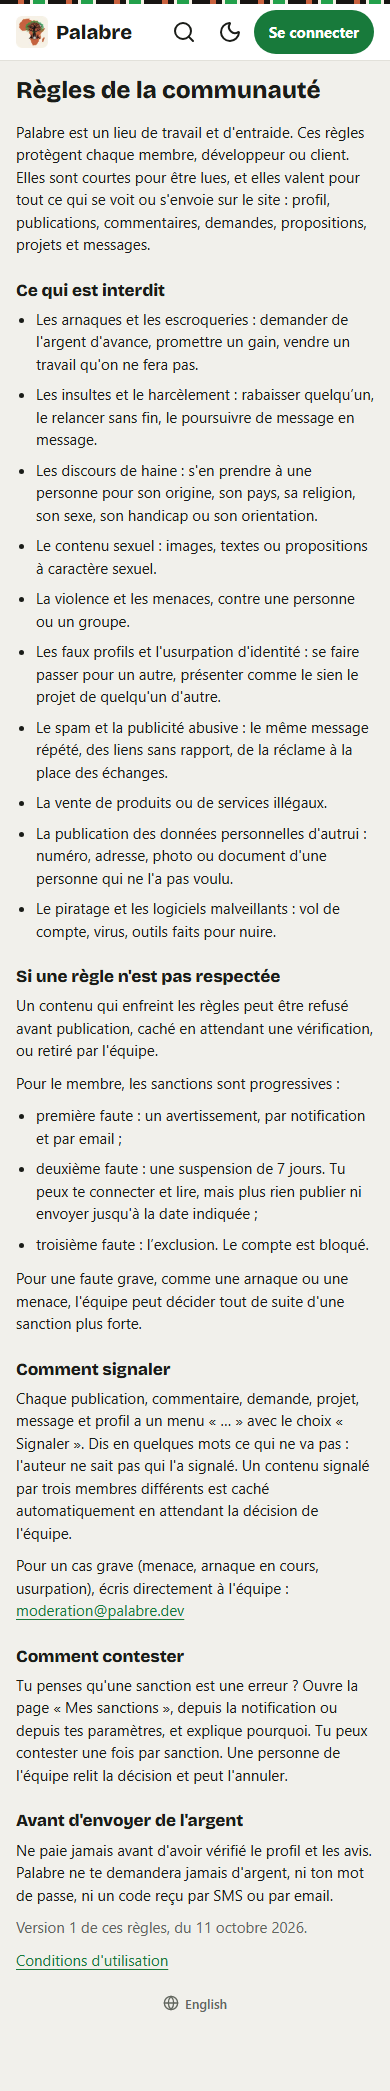 Palabre
Se connecter
Règles de la communauté
Palabre est un lieu de travail et d'entraide. Ces règles
protègent chaque membre, développeur ou client.
Elles sont courtes pour être lues, et elles valent pour
tout ce qui se voit ou s'envoie sur le site : profil,
publications, commentaires, demandes, propositions,
projets et messages.
Ce qui est interdit
• Les arnaques et les escroqueries : demander de
l'argent d'avance, promettre un gain, vendre un
travail qu'on ne fera pas.
• Les insultes et le harcèlement : rabaisser quelqu’un,
le relancer sans fin, le poursuivre de message en
message.
• Les discours de haine : s'en prendre à une
personne pour son origine, son pays, sa religion,
son sexe, son handicap ou son orientation.
• Le contenu sexuel : images, textes ou propositions
à caractère sexuel.
• La violence et les menaces, contre une personne
ou un groupe.
• Les faux profils et l'usurpation d'identité : se faire
passer pour un autre, présenter comme le sien le
projet de quelqu'un d'autre.
• Le spam et la publicité abusive : le même message
répété, des liens sans rapport, de la réclame à la
place des échanges.
• La vente de produits ou de services illégaux.
• La publication des données personnelles d'autrui :
numéro, adresse, photo ou document d'une
personne qui ne l'a pas voulu.
• Le piratage et les logiciels malveillants : vol de
compte, virus, outils faits pour nuire.
Si une règle n'est pas respectée
Un contenu qui enfreint les règles peut être refusé
avant publication, caché en attendant une vérification,
ou retiré par l'équipe.
Pour le membre, les sanctions sont progressives :
• première faute : un avertissement, par notification
et par email ;
• deuxième faute : une suspension de 7 jours. Tu
peux te connecter et lire, mais plus rien publier ni
envoyer jusqu'à la date indiquée ;
• troisième faute : l’exclusion. Le compte est bloqué.
Pour une faute grave, comme une arnaque ou une
menace, l'équipe peut décider tout de suite d'une
sanction plus forte.
Comment signaler
Chaque publication, commentaire, demande, projet,
message et profil a un menu « ... » avec le choix «
Signaler ». Dis en quelques mots ce qui ne va pas :
l'auteur ne sait pas qui l'a signalé. Un contenu signalé
par trois membres différents est caché
automatiquement en attendant la décision de
l'équipe.
Pour un cas grave (menace, arnaque en cours,
usurpation), écris directement à l'équipe :
moderation@palabre.dev
Comment contester
Tu penses qu'une sanction est une erreur ? Ouvre la
page « Mes sanctions », depuis la notification ou
depuis tes paramètres, et explique pourquoi. Tu peux
contester une fois par sanction. Une personne de
l'équipe relit la décision et peut l'annuler.
Avant d'envoyer de l'argent
Ne paie jamais avant d'avoir vérifié le profil et les avis.
Palabre ne te demandera jamais d'argent, ni ton mot
de passe, ni un code reçu par SMS ou par email.
Version 1 de ces règles, du 11 octobre 2026.
Conditions d'utilisation
English